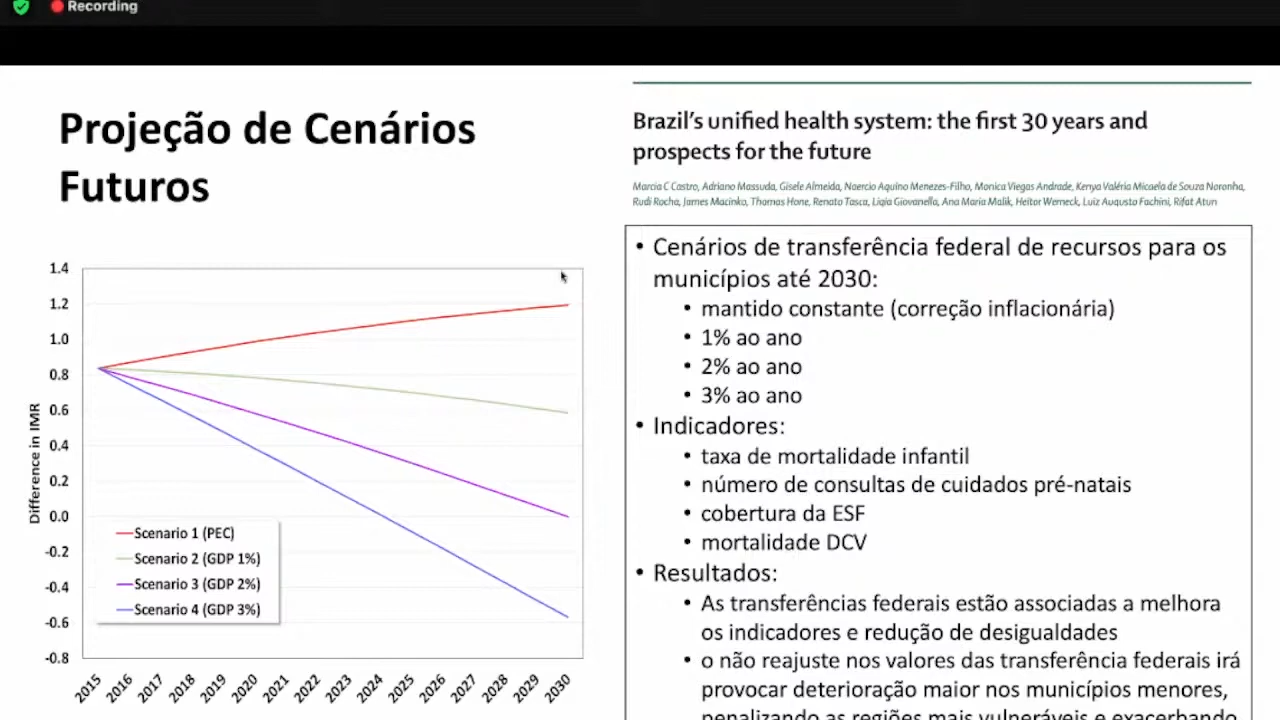 Recording
Projeção de Cenários
Futuros
Brazil's unified health system: the first 30 years and
prospects for the future
Marcia C Castro, Adriano Massuda, Gisele Almeida, Naercio Aquino Menezes-Filho, Monica Viegas Andrade, Kenya Valéria Micaela de Souza Noronha,
Rudi Rocha, James Macinko, Thomas Hone, Renato Tasca, Ligia Giovanella, Ana Maria Malik, Heitor Werneck, Luiz Augusto Fachini, Rifat Atun
1.4
1.2
1.0
0.8
0.6
0.4
0.2
0.0
-0.2
-0.4
-0.6
-0.8
Difference in IMR
Scenario 1 (PEC)
Scenario 2 (GDP 1%)
Scenario 3 (GDP 2%)
Scenario 4 (GDP 3%)
2015 2016 2017 2018 2019 2020 2021 2022 2023 2024 2025 2026 2027 2028 2029 2030
• Cenários de transferência federal de recursos para os
municípios até 2030:
• mantido constante (correção inflacionária)
• 1% ao ano
• 2% ao ano
• 3% ao ano
• Indicadores:
• taxa de mortalidade infantil
• número de consultas de cuidados pré-natais
• cobertura da ESF
• mortalidade DCV
• Resultados:
• As transferências federais estão associadas a melhora
os indicadores e redução de desigualdades
• o não reajuste nos valores das transferência federais irá
provocar deterioração maior nos municípios menores,
penalizando as regiões mais vulneráveis e exacerbando